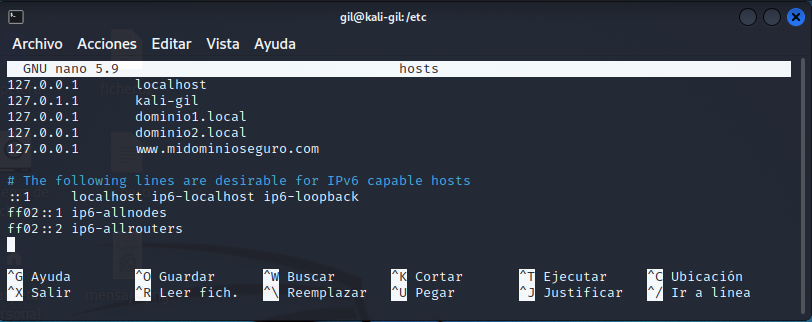 gil@kali-gil: /etc
Archivo Acciones Editar Vista Ayuda
GNU nano 5.9 hosts
127.0.0.1 localhost
127.0.1.1 kali-gil
127.0.0.1 dominio1.local
127.0.0.1 dominio2.local
127.0.0.1 www.midominioseguro.com
# The following lines are desirable for IPv6 capable hosts
::1 localhost ip6-localhost ip6-loopback
ff02::1 ip6-allnodes
ff02::2 ip6-allrouters
^G Ayuda ^O Guardar ^W Buscar ^K Cortar ^T Ejecutar ^C Ubicación
^X Salir ^R Leer fich. ^\ Reemplazar ^U Pegar ^J Justificar ^/ Ir a línea